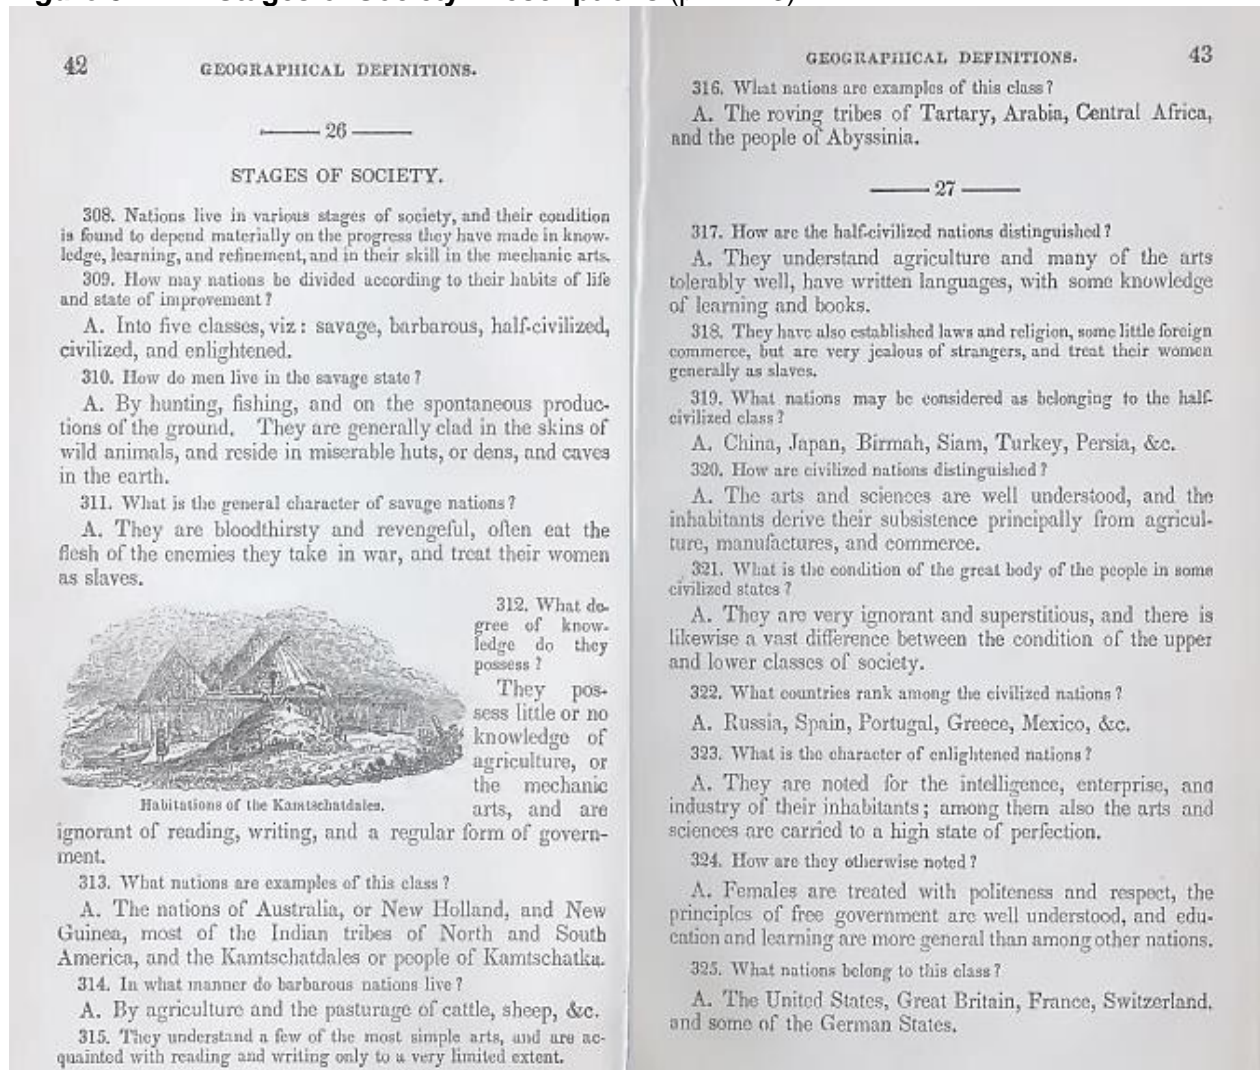 42
GEOGRAPHICAL DEFINITIONS.
26
STAGES OF SOCIETY.
308. Nations live in various stages of society, and their condition
is found to depend materially on the progress they have made in know-
ledge, learning, and refinement, and in their skill in the mechanic arts.
309. How may nations be divided according to their habits of life
and state of improvement?
A. Into five classes, viz: savage, barbarous, half-civilized,
civilized, and enlightened.
310. How do men live in the savage state?
A. By hunting, fishing, and on the spontaneous produc-
tions of the ground. They are generally clad in the skins of
wild animals, and reside in miserable huts, or dens, and caves
in the earth.
311. What is the general character of savage nations?
A. They are bloodthirsty and revengeful, often eat the
flesh of the enemies they take in war, and treat their women
as slaves.
312. What de-
gree of know-
ledge do they
possess?
They pos-
sess little or no
knowledge of
agriculture, or
the mechanic
arts, and are
Habitations of the Kamtschatdales.
ignorant of reading, writing, and a regular form of govern-
ment.
313. What nations are examples of this class?
A. The nations of Australia, or New Holland, and New
Guinea, most of the Indian tribes of North and South
America, and the Kamtschatdales or people of Kamtschatka.
314. In what manner do barbarous nations live?
A. By agriculture and the pasturage of cattle, sheep, &c.
315. They understand a few of the most simple arts, and are ac-
quainted with reading and writing only to a very limited extent.
GEOGRAPHICAL DEFINITIONS.
43
316. What nations are examples of this class?
A. The roving tribes of Tartary, Arabia, Central Africa,
and the people of Abyssinia.
27
317. How are the half-civilized nations distinguished?
A. They understand agriculture and many of the arts
tolerably well, have written languages, with some knowledge
of learning and books.
318. They have also established laws and religion, some little foreign
commerce, but are very jealous of strangers, and treat their women
generally as slaves.
319. What nations may be considered as belonging to the half-
civilized class?
A. China, Japan, Birmah, Siam, Turkey, Persia, &c.
320. How are civilized nations distinguished?
A. The arts and sciences are well understood, and the
inhabitants derive their subsistence principally from agricul-
ture, manufactures, and commerce.
321. What is the condition of the great body of the people in some
civilized states?
A. They are very ignorant and superstitious, and there is
likewise a vast difference between the condition of the upper
and lower classes of society.
322. What countries rank among the civilized nations?
A. Russia, Spain, Portugal, Greece, Mexico, &c.
323. What is the character of enlightened nations?
A. They are noted for the intelligence, enterprise, and
industry of their inhabitants; among them also the arts and
sciences are carried to a high state of perfection.
324. How are they otherwise noted?
A. Females are treated with politeness and respect, the
principles of free government are well understood, and edu-
cation and learning are more general than among other nations.
325. What nations belong to this class?
A. The United States, Great Britain, France, Switzerland,
and some of the German States.